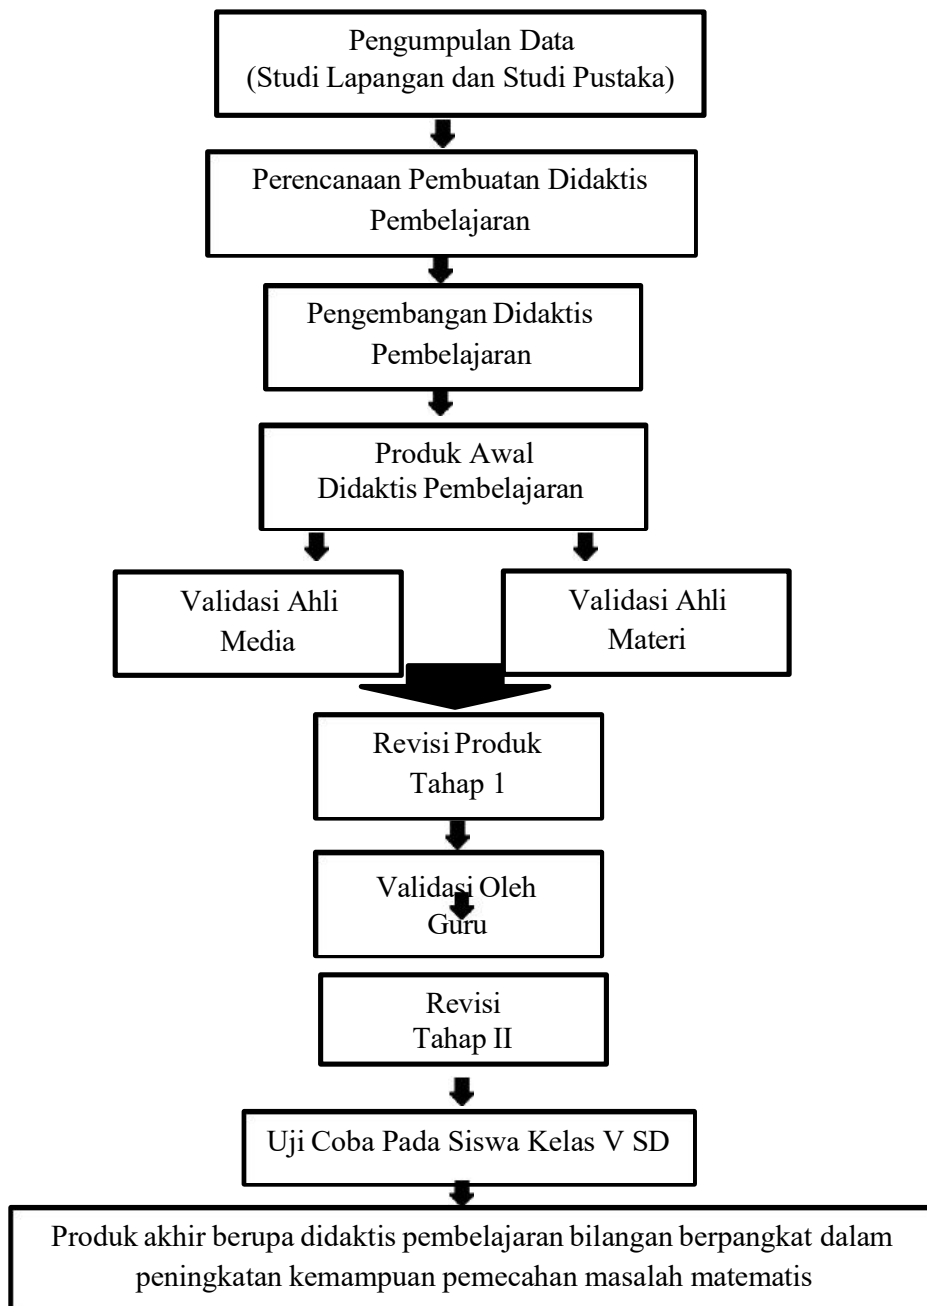 Pengumpulan Data
(Studi Lapangan dan Studi Pustaka)
Perencanaan Pembuatan Didaktis
Pembelajaran
Pengembangan Didaktis
Pembelajaran
Produk Awal
Didaktis Pembelajaran
Validasi Ahli
Media
Validasi Ahli
Materi
Revisi Produk
Tahap 1
Validasi Oleh
Guru
Revisi
Tahap II
Uji Coba Pada Siswa Kelas V SD
Produk akhir berupa didaktis pembelajaran bilangan berpangkat dalam
peningkatan kemampuan pemecahan masalah matematis